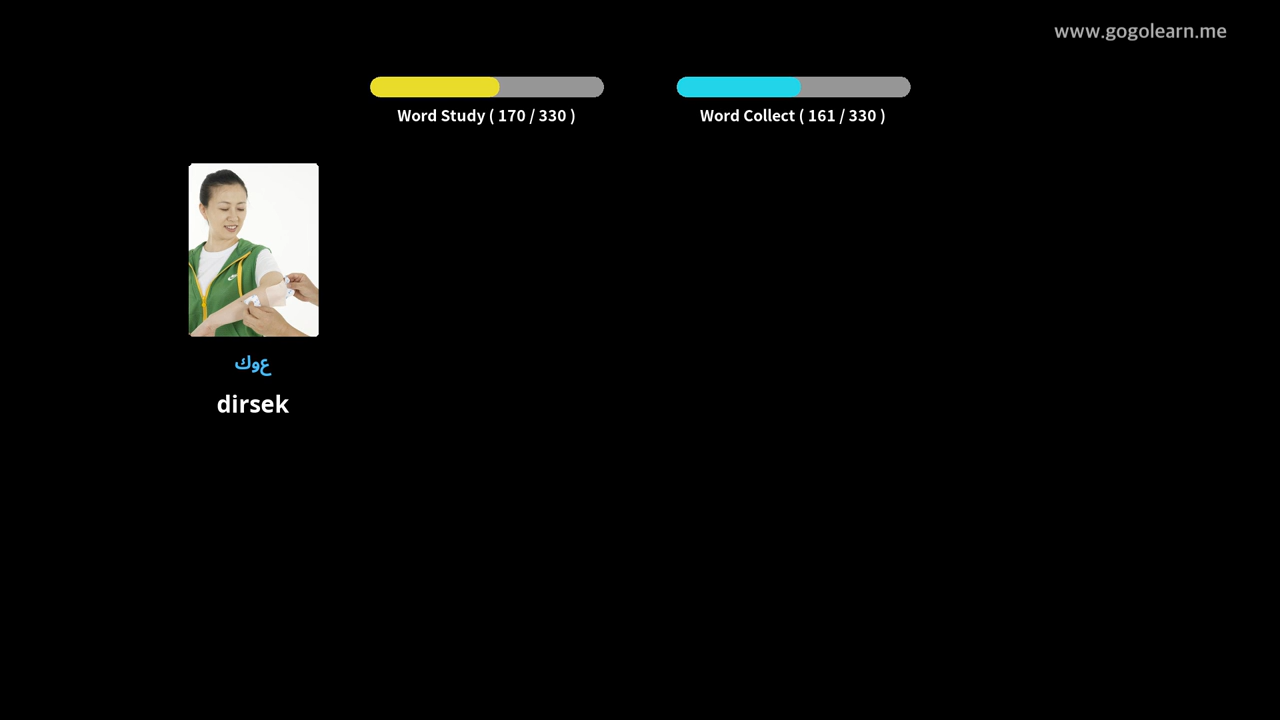 www.gogolearn.me
Word Study ( 170 / 330 )
Word Collect ( 161 / 330 )
عوك
dirsek